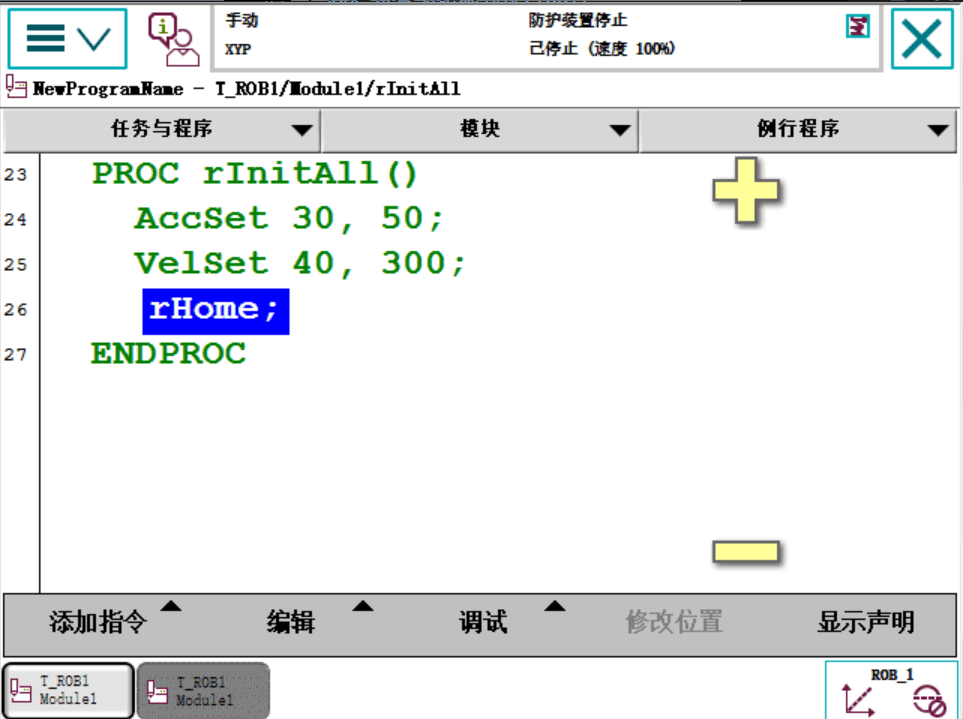 手动
防护装置停止
XYP
已停止 (速度 100%)
NewProgramName - T_ROB1/Module1/rInitAll
任务与程序
模块
例行程序
23 PROC rInitAll()
24 AccSet 30, 50;
25 VelSet 40, 300;
26 rHome;
27 ENDPROC
添加指令
编辑
调试
修改位置
显示声明
T_ROB1
Module1
T_ROB1
Module1
ROB_1